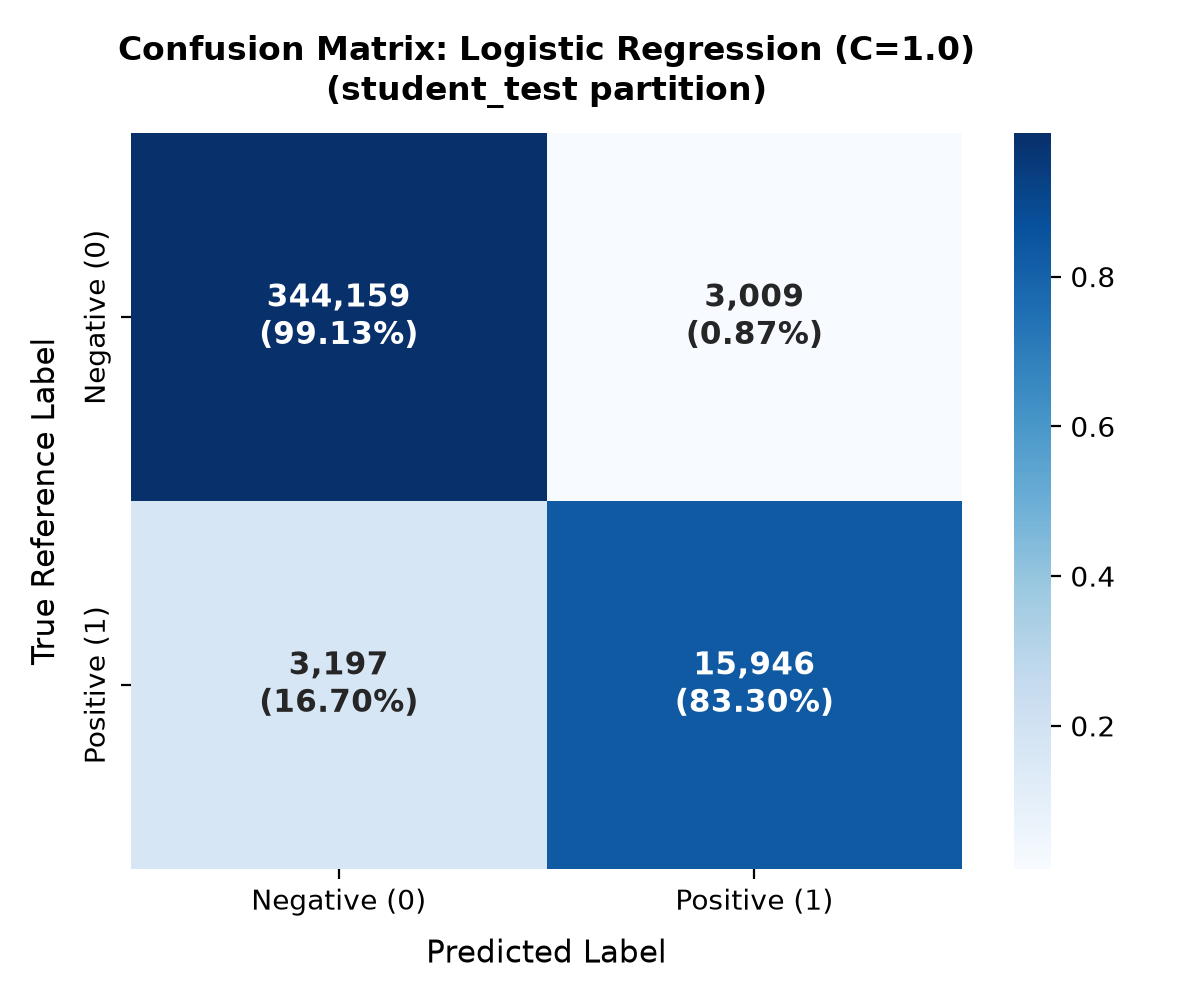 Confusion Matrix: Logistic Regression (C=1.0)
(student_test partition)
True Reference Label
Negative (0)
344,159
(99.13%)
3,009
(0.87%)
Positive (1)
3,197
(16.70%)
15,946
(83.30%)
Negative (0)
Positive (1)
Predicted Label
0.8
0.6
0.4
0.2